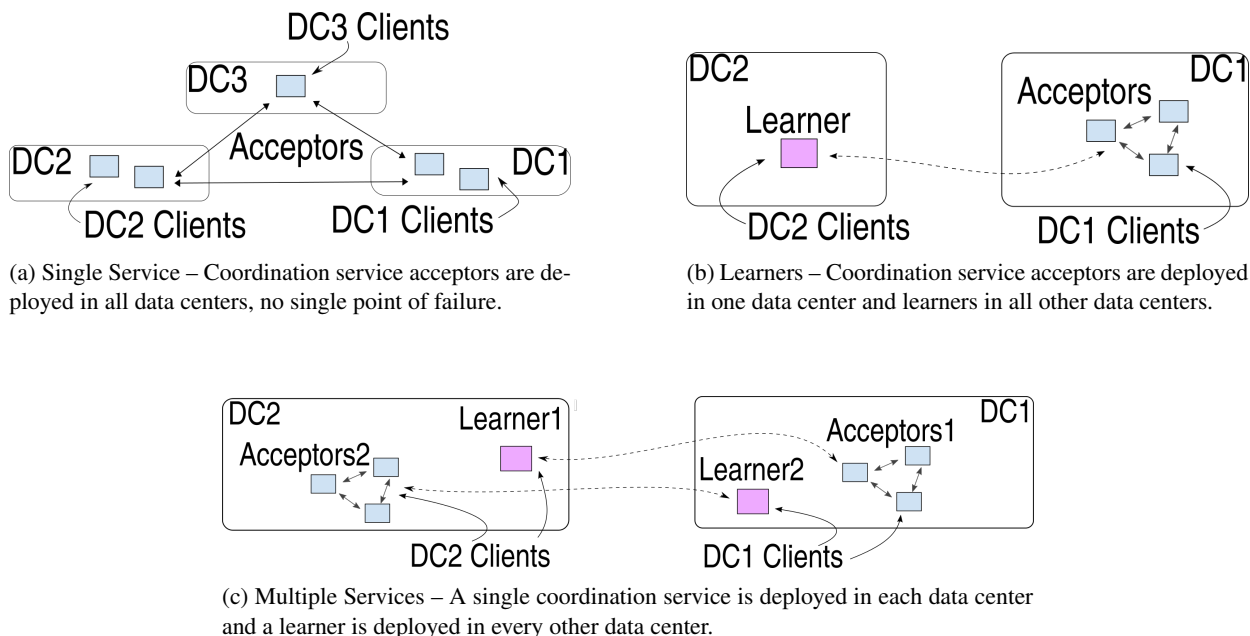 DC3 Clients
DC3
Acceptors
DC2
DC1
DC2 Clients
DC1 Clients
(a) Single Service – Coordination service acceptors are de-
ployed in all data centers, no single point of failure.
DC2
Learner
DC2 Clients
DC1
Acceptors
DC1 Clients
(b) Learners – Coordination service acceptors are deployed
in one data center and learners in all other data centers.
DC2
Learner1
Acceptors2
DC2 Clients
DC1
Acceptors1
Learner2
DC1 Clients
(c) Multiple Services – A single coordination service is deployed in each data center
and a learner is deployed in every other data center.